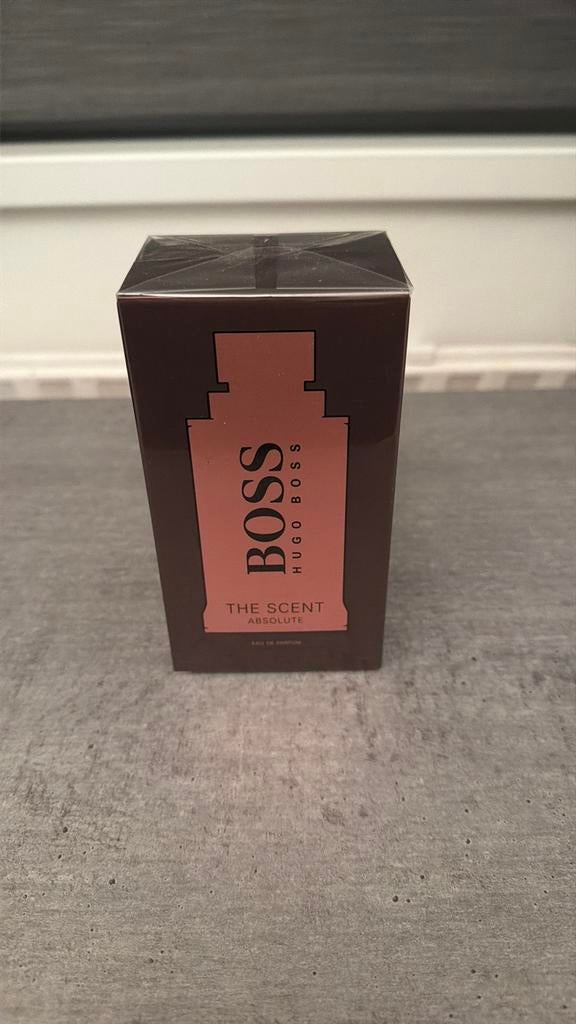 BOSS
HUGO BOSS
THE SCENT
ABSOLUTE
EAU DE PARFUM